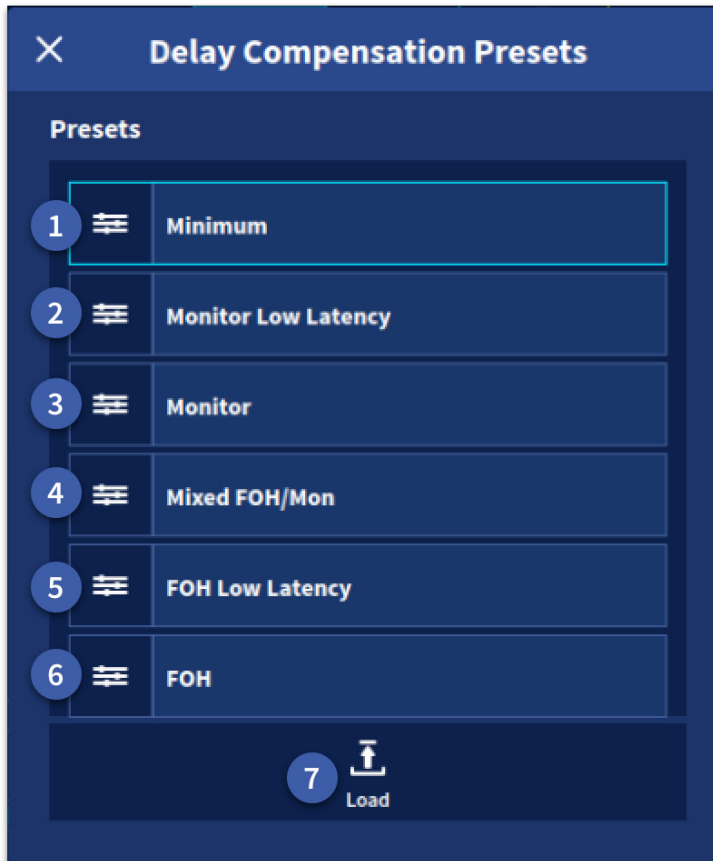 Delay Compensation Presets
Presets
1 Minimum
2 Monitor Low Latency
3 Monitor
4 Mixed FOH/Mon
5 FOH Low Latency
6 FOH
7 Load